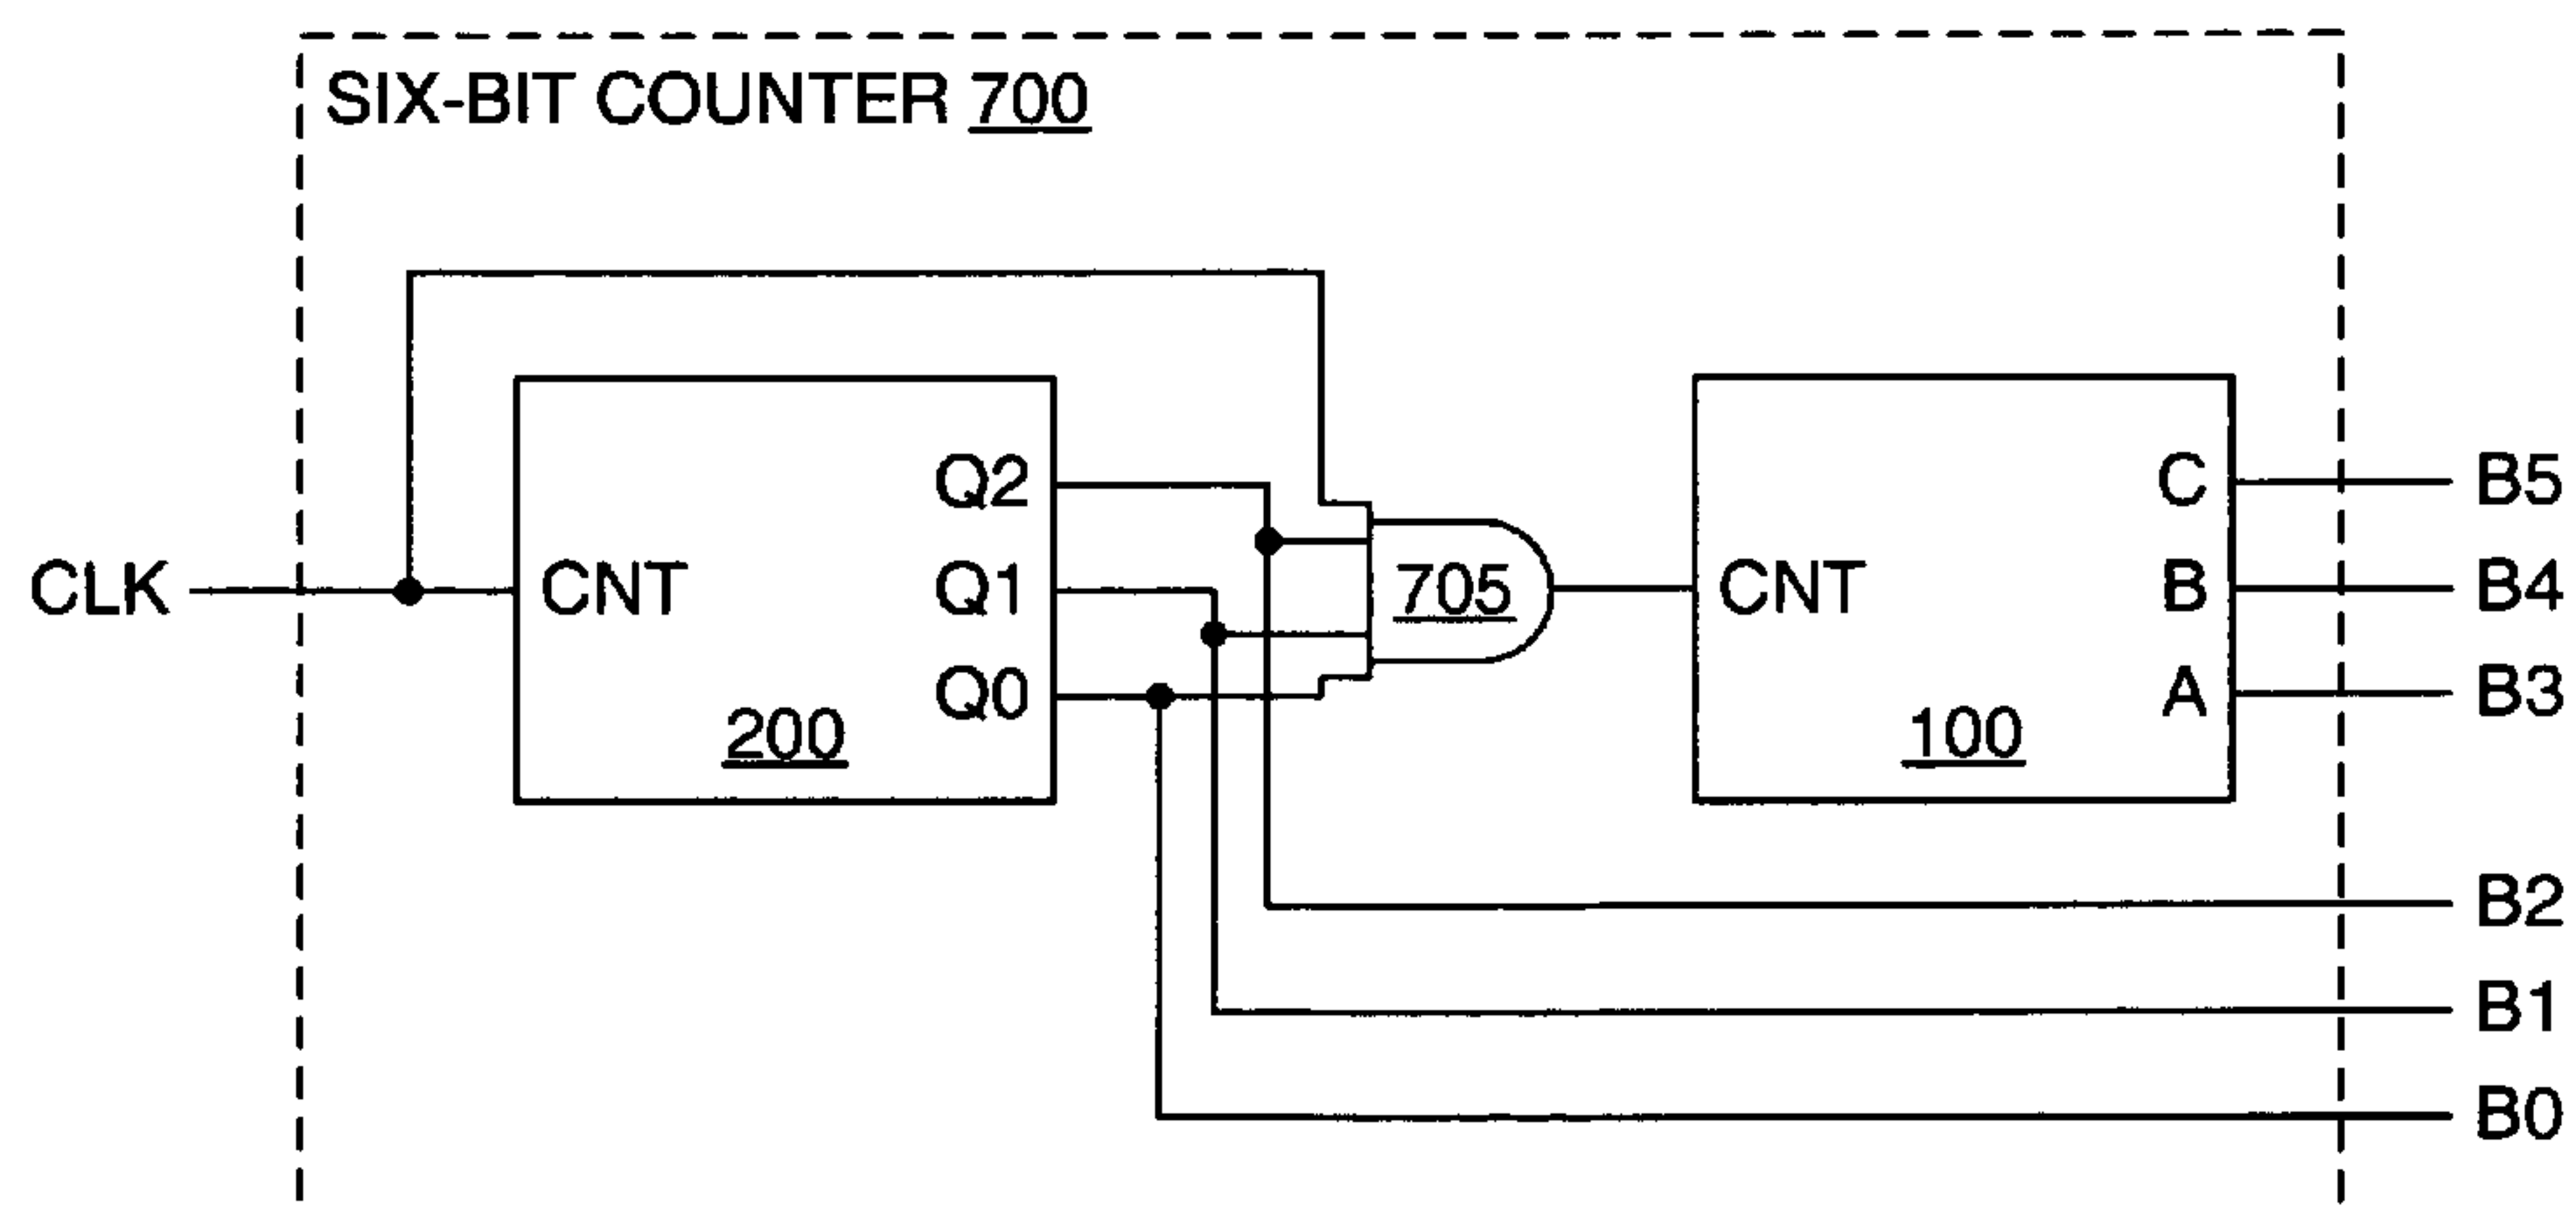 SIX-BIT COUNTER 700
CLK
CNT
Q2
Q1
Q0
200
705
CNT
C
B
A
100
B5
B4
B3
B2
B1
B0